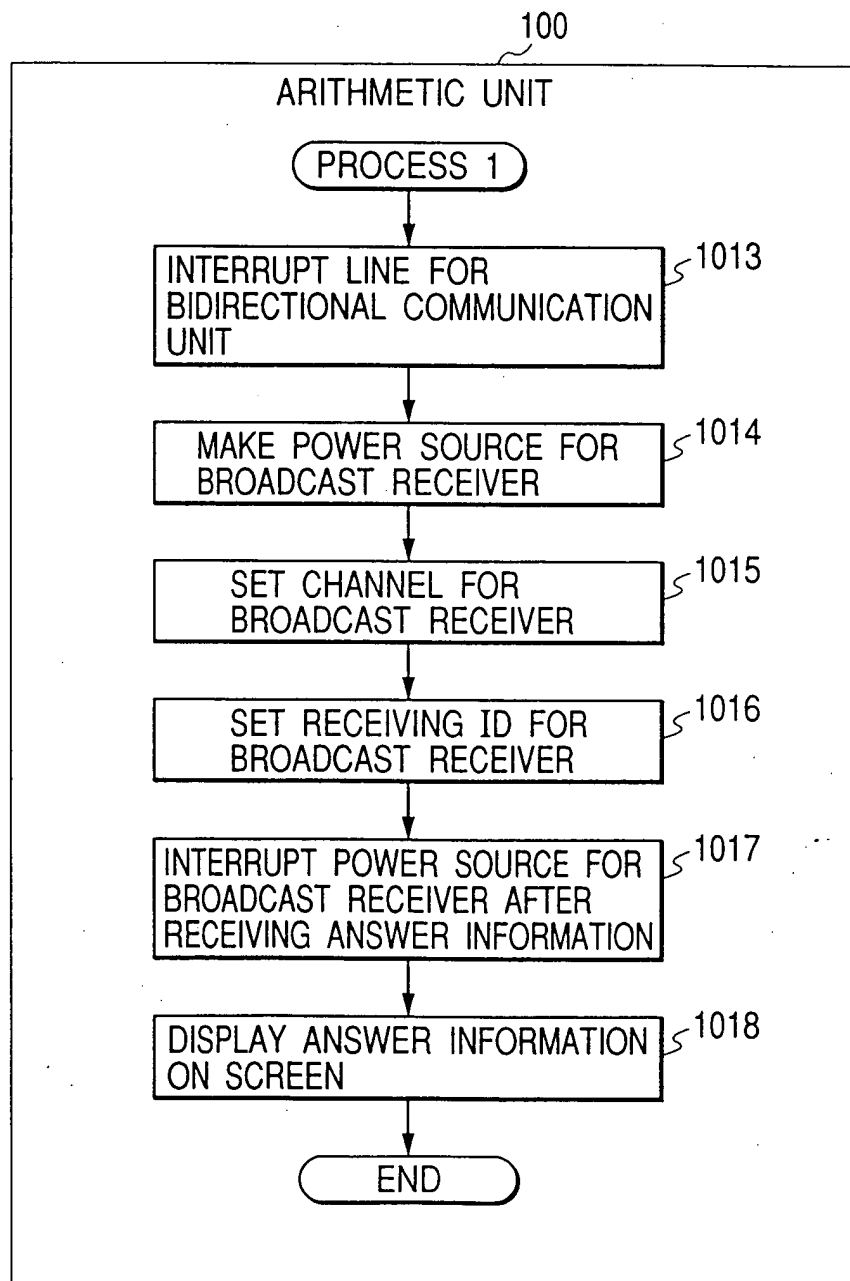 100
ARITHMETIC UNIT
PROCESS 1
INTERRUPT LINE FOR
BIDIRECTIONAL COMMUNICATION
UNIT
1013
MAKE POWER SOURCE FOR
BROADCAST RECEIVER
1014
SET CHANNEL FOR
BROADCAST RECEIVER
1015
SET RECEIVING ID FOR
BROADCAST RECEIVER
1016
INTERRUPT POWER SOURCE FOR
BROADCAST RECEIVER AFTER
RECEIVING ANSWER INFORMATION
1017
DISPLAY ANSWER INFORMATION
ON SCREEN
1018
END